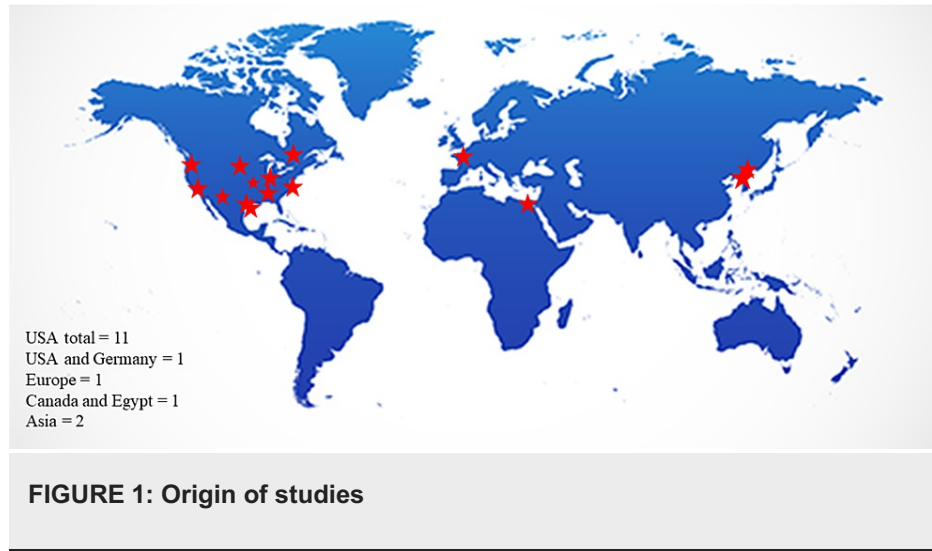 USA total = 11
USA and Germany = 1
Europe = 1
Canada and Egypt = 1
Asia = 2
FIGURE 1: Origin of studies